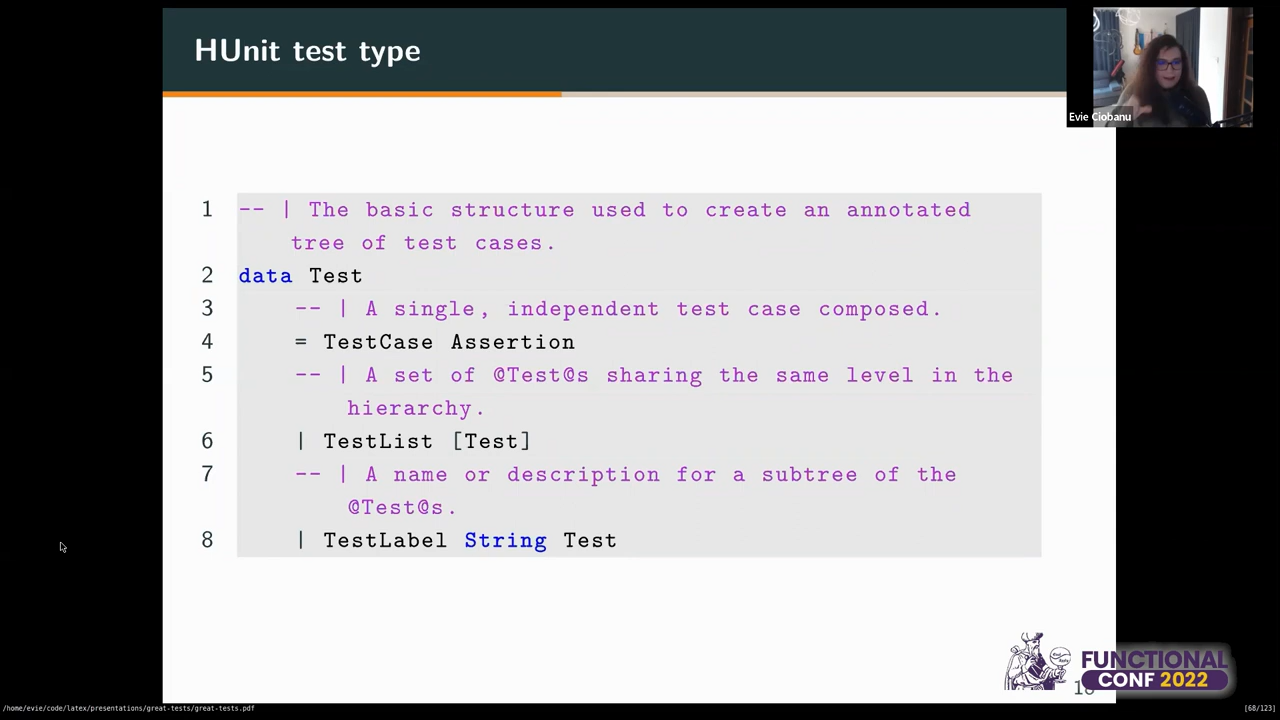 HUnit test type
Evie Ciobanu
1 -- | The basic structure used to create an annotated
tree of test cases.
2 data Test
3 -- | A single, independent test case composed.
4 = TestCase Assertion
5 -- | A set of @Test@s sharing the same level in the
hierarchy.
6 | TestList [Test]
7 -- | A name or description for a subtree of the
@Test@s.
8 | TestLabel String Test
FUNCTIONAL
CONF 2022
/home/evie/code/latex/presentations/great-tests/great-tests.pdf
[68/123]